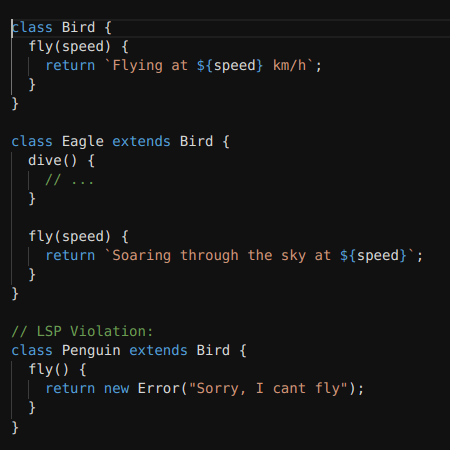 class Bird {
  fly(speed) {
    return `Flying at ${speed} km/h`;
  }
}

class Eagle extends Bird {
  dive() {
    // ...
  }

  fly(speed) {
    return `Soaring through the sky at ${speed}`;
  }
}

// LSP Violation:
class Penguin extends Bird {
  fly() {
    return new Error("Sorry, I cant fly");
  }
}